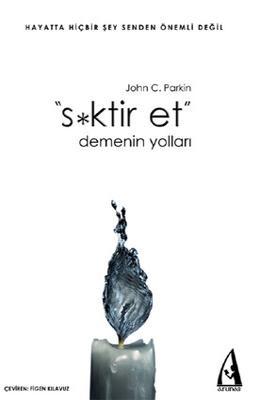 HAYATTA HİÇBİR ŞEY SENDEN ÖNEMLİ DEĞİL
John C. Parkin
"s*ktir et"
demenin yolları
ÇEVİREN: FİGEN KILAVUZ